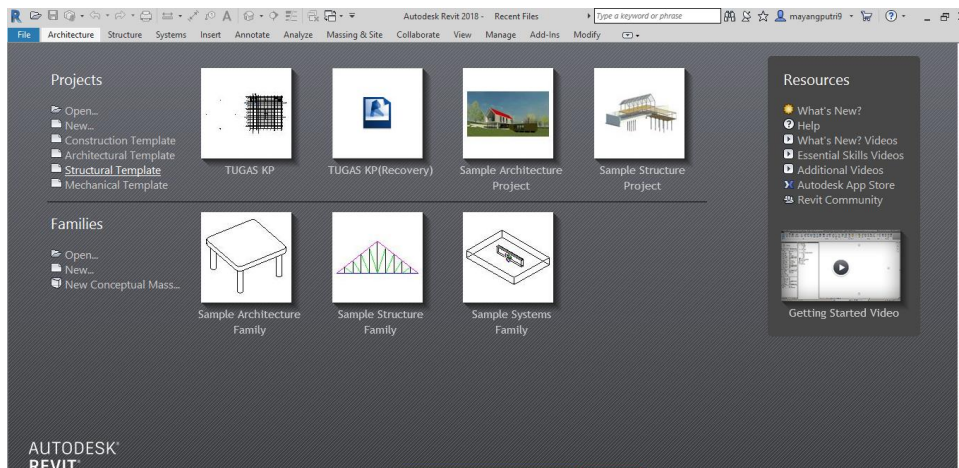 Autodesk Revit 2018 - Recent Files
Type a keyword or phrase
mayangputri9
File Architecture Structure Systems Insert Annotate Analyze Massing & Site Collaborate View Manage Add-Ins Modify
Projects
Open...
New...
Construction Template
Architectural Template
Structural Template
Mechanical Template
TUGAS KP
TUGAS KP(Recovery)
Sample Architecture
Project
Sample Structure
Project
Families
Open...
New...
New Conceptual Mass...
Sample Architecture
Family
Sample Structure
Family
Sample Systems
Family
Resources
What's New?
Help
What's New? Videos
Essential Skills Videos
Additional Videos
Autodesk App Store
Revit Community
Getting Started Video
AUTODESK®
REVIT®